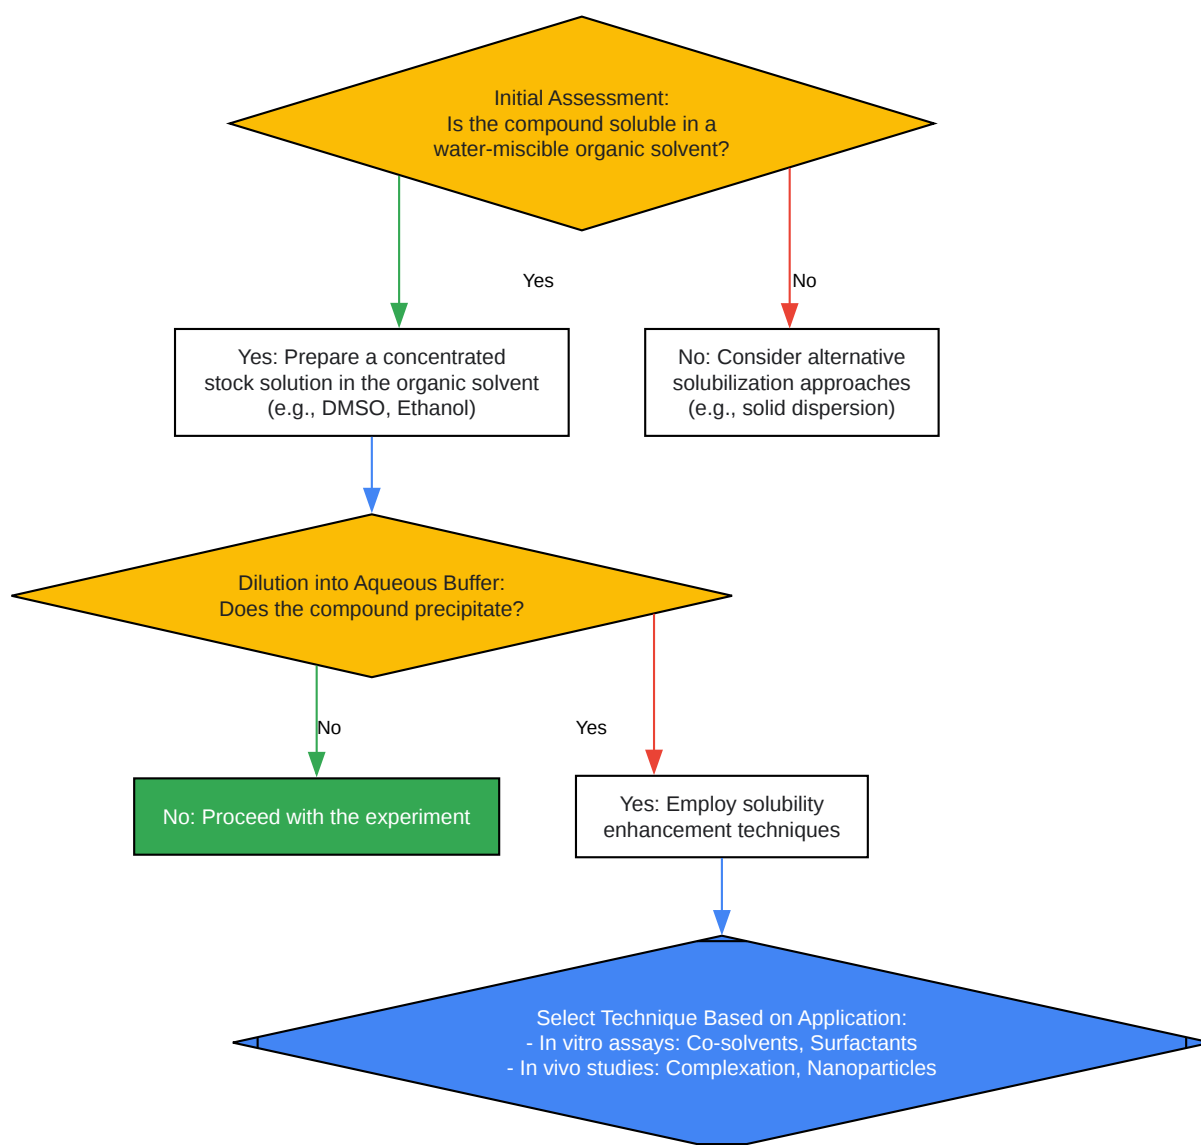 Initial Assessment:
Is the compound soluble in a
water-miscible organic solvent?
Yes
No
Yes: Prepare a concentrated
stock solution in the organic solvent
(e.g., DMSO, Ethanol)
No: Consider alternative
solubilization approaches
(e.g., solid dispersion)
Dilution into Aqueous Buffer:
Does the compound precipitate?
No
Yes
No: Proceed with the experiment
Yes: Employ solubility
enhancement techniques
Select Technique Based on Application:
- In vitro assays: Co-solvents, Surfactants
- In vivo studies: Complexation, Nanoparticles